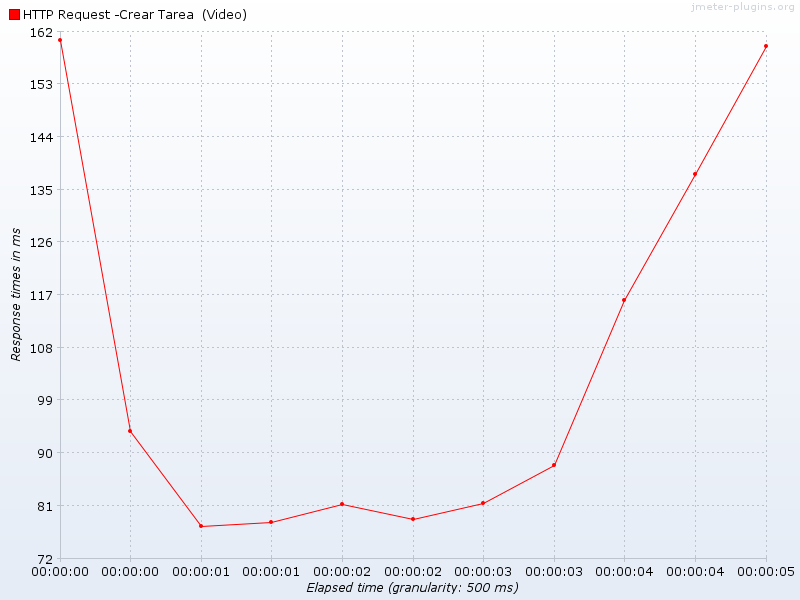 jmeter-plugins.org
HTTP Request -Crear Tarea (Video)
162
153
144
135
126
117
108
99
90
81
72
Response times in ms
00:00:00 00:00:00 00:00:01 00:00:01 00:00:02 00:00:02 00:00:03 00:00:03 00:00:04 00:00:04 00:00:05
Elapsed time (granularity: 500 ms)